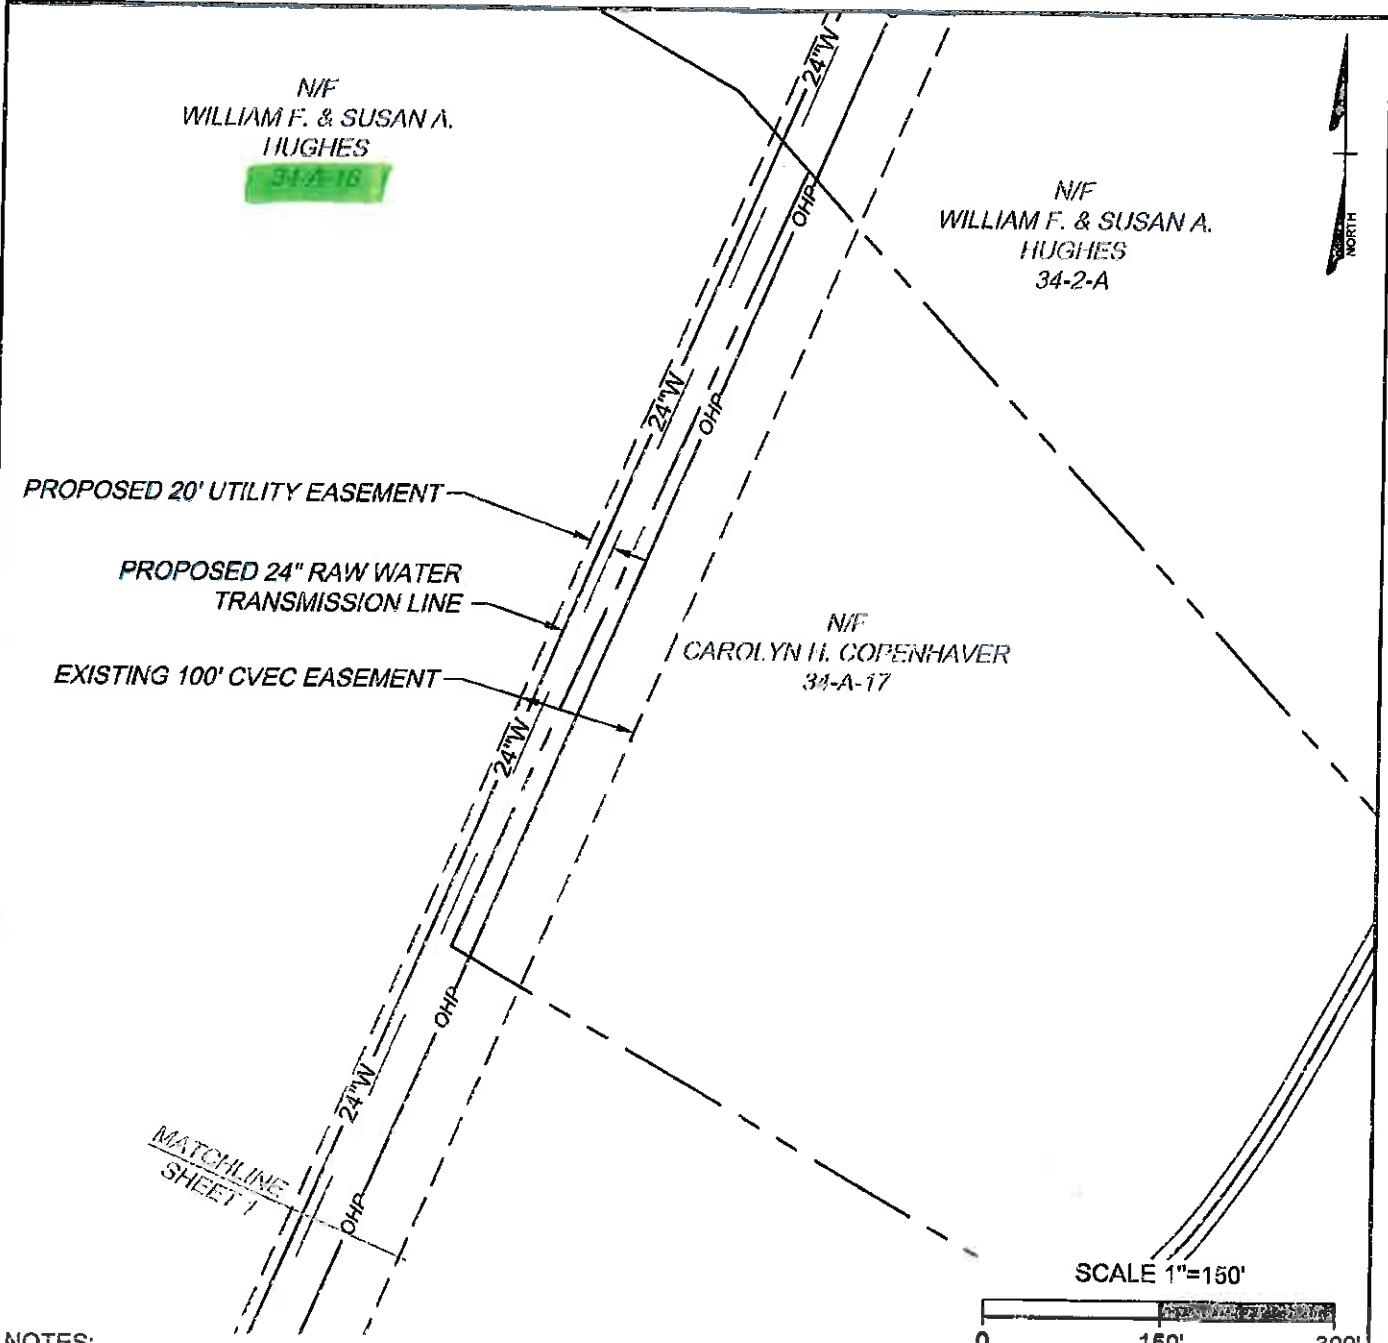 N/F
WILLIAM F. & SUSAN A.
HUGHES
34-A-16
N/F
WILLIAM F. & SUSAN A.
HUGHES
34-2-A
NORTH
24"W
OHP
24"W
OHP
PROPOSED 20' UTILITY EASEMENT
PROPOSED 24" RAW WATER
TRANSMISSION LINE
EXISTING 100' CVEC EASEMENT
N/F
CAROLYN H. COPENHAVER
34-A-17
24"W
OHP
24"W
MATCHLINE
SHEET 1
OHP
SCALE 1"=150'
0 150' 300'
NOTES: